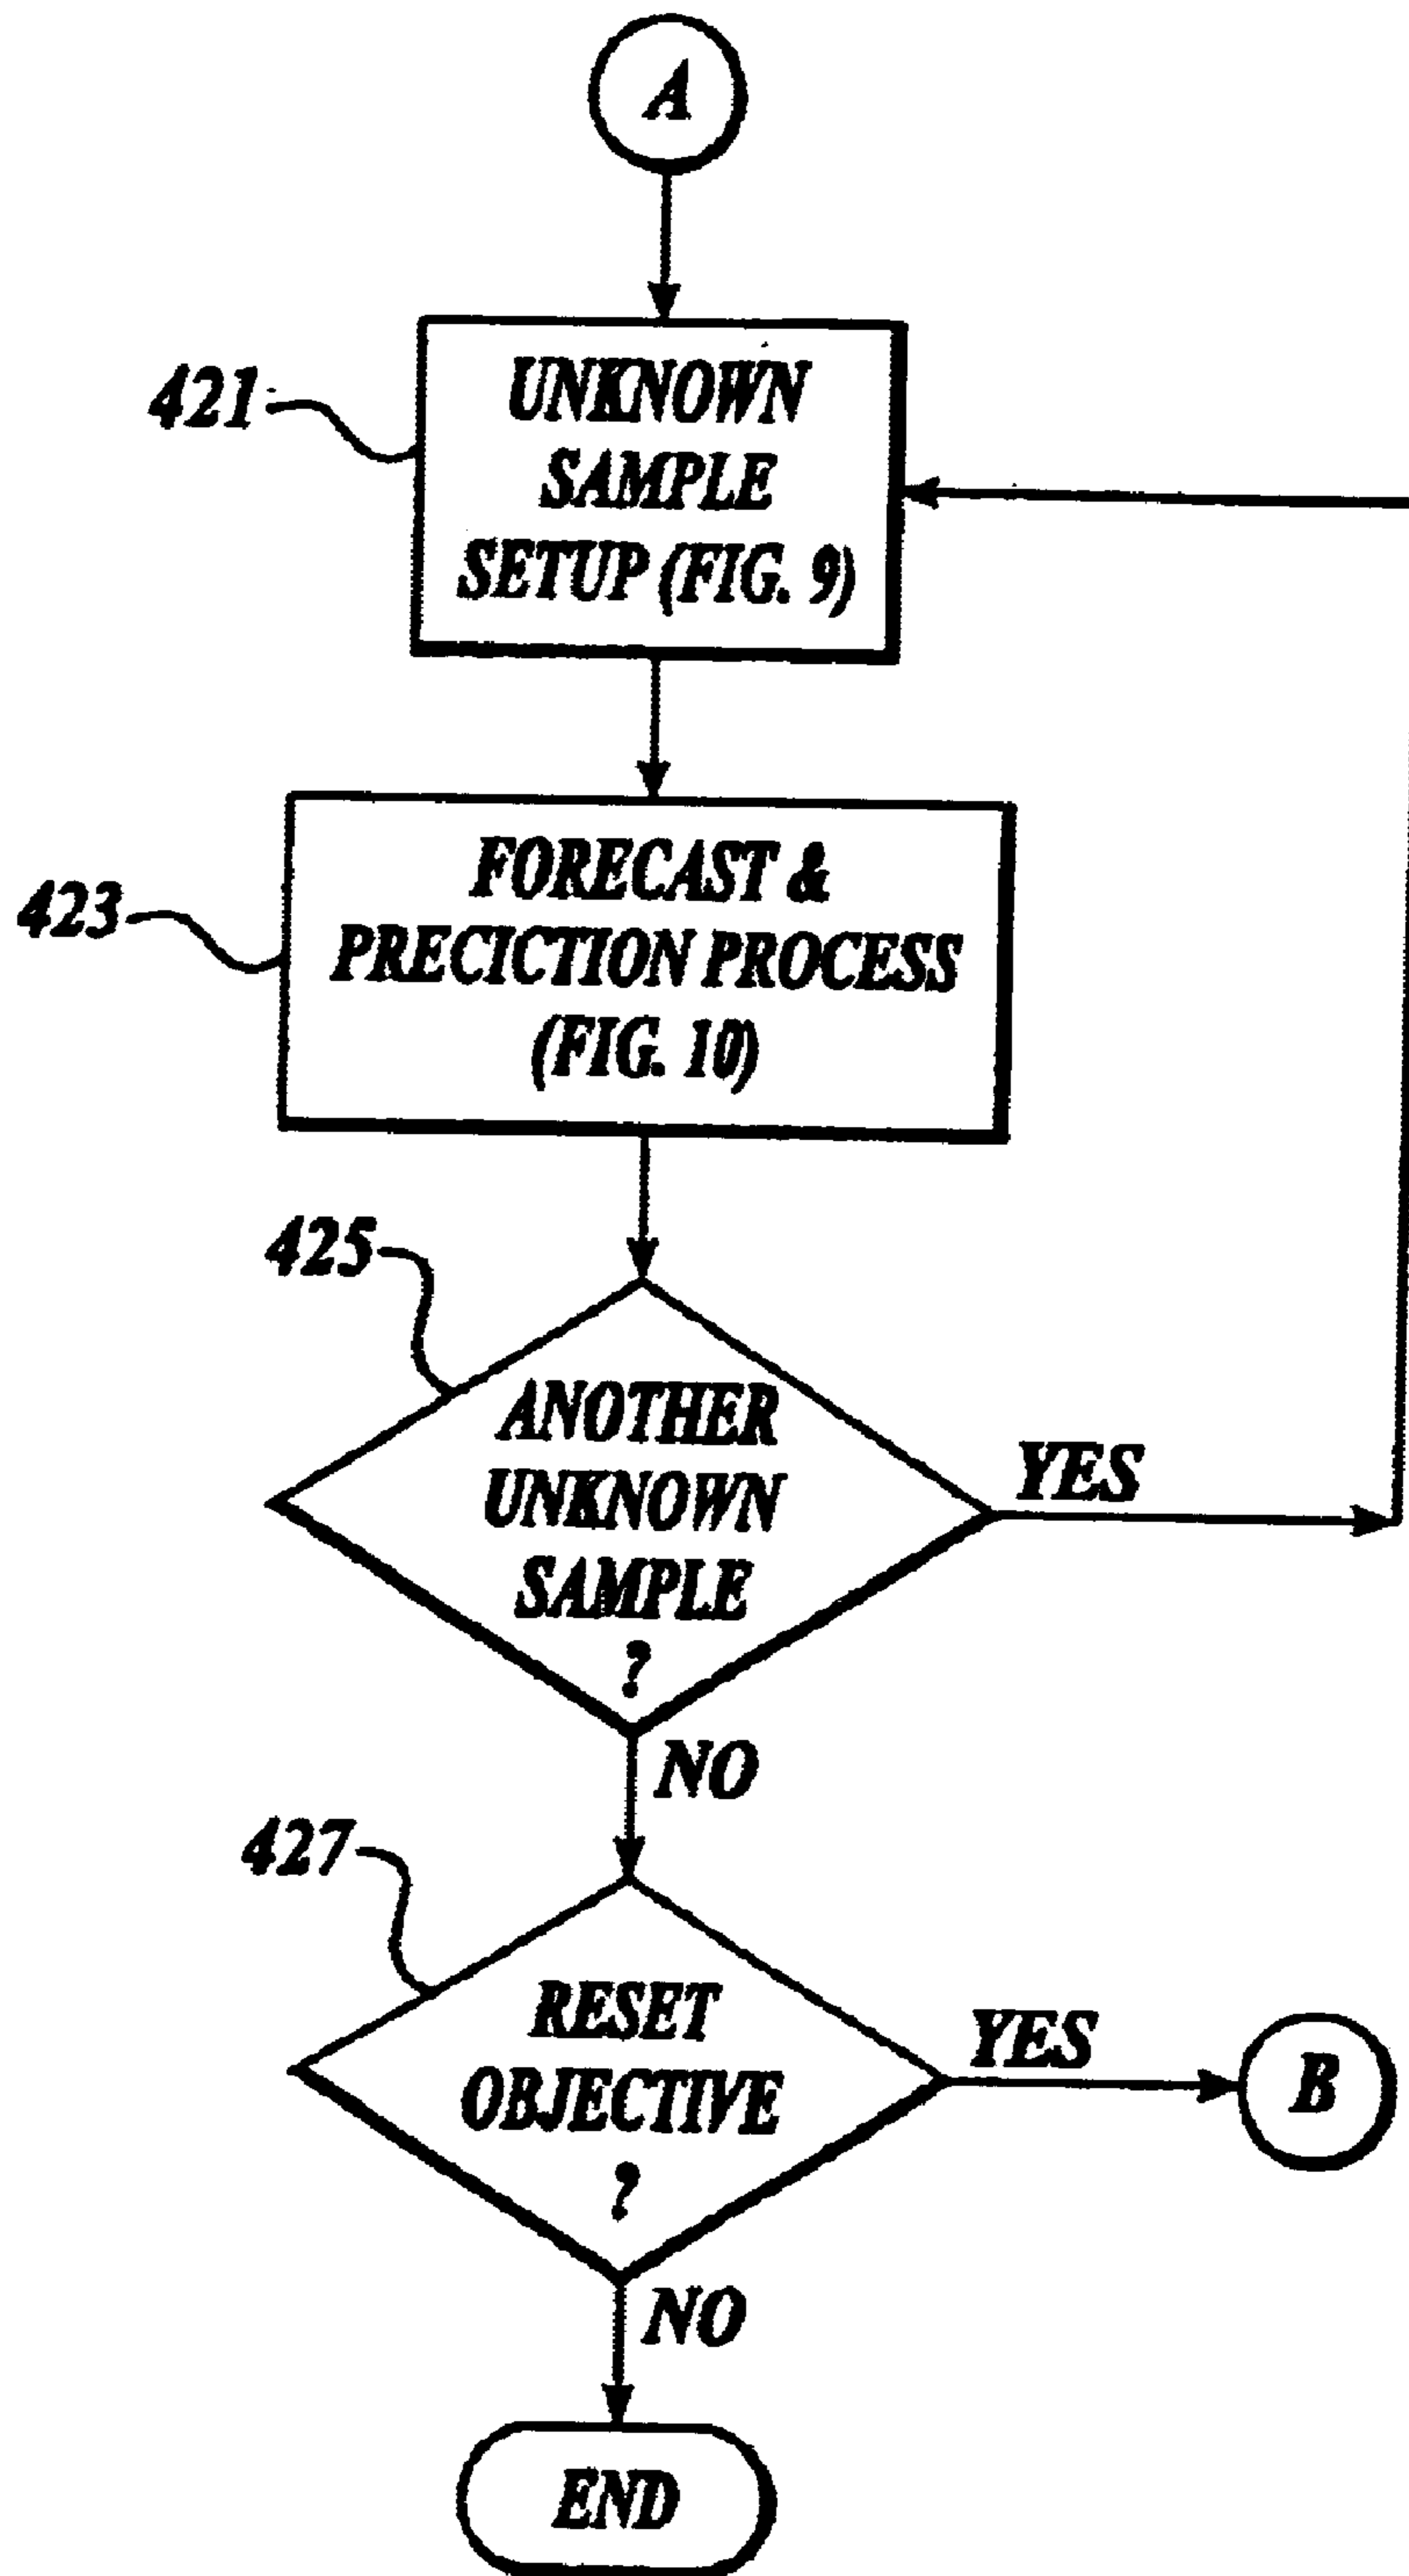 A
421
UNKNOWN
SAMPLE
SETUP (FIG. 9)
423
FORECAST &
PRECICTION PROCESS
(FIG. 10)
425
ANOTHER
UNKNOWN
SAMPLE
?
YES
NO
427
RESET
OBJECTIVE
?
YES
B
NO
END